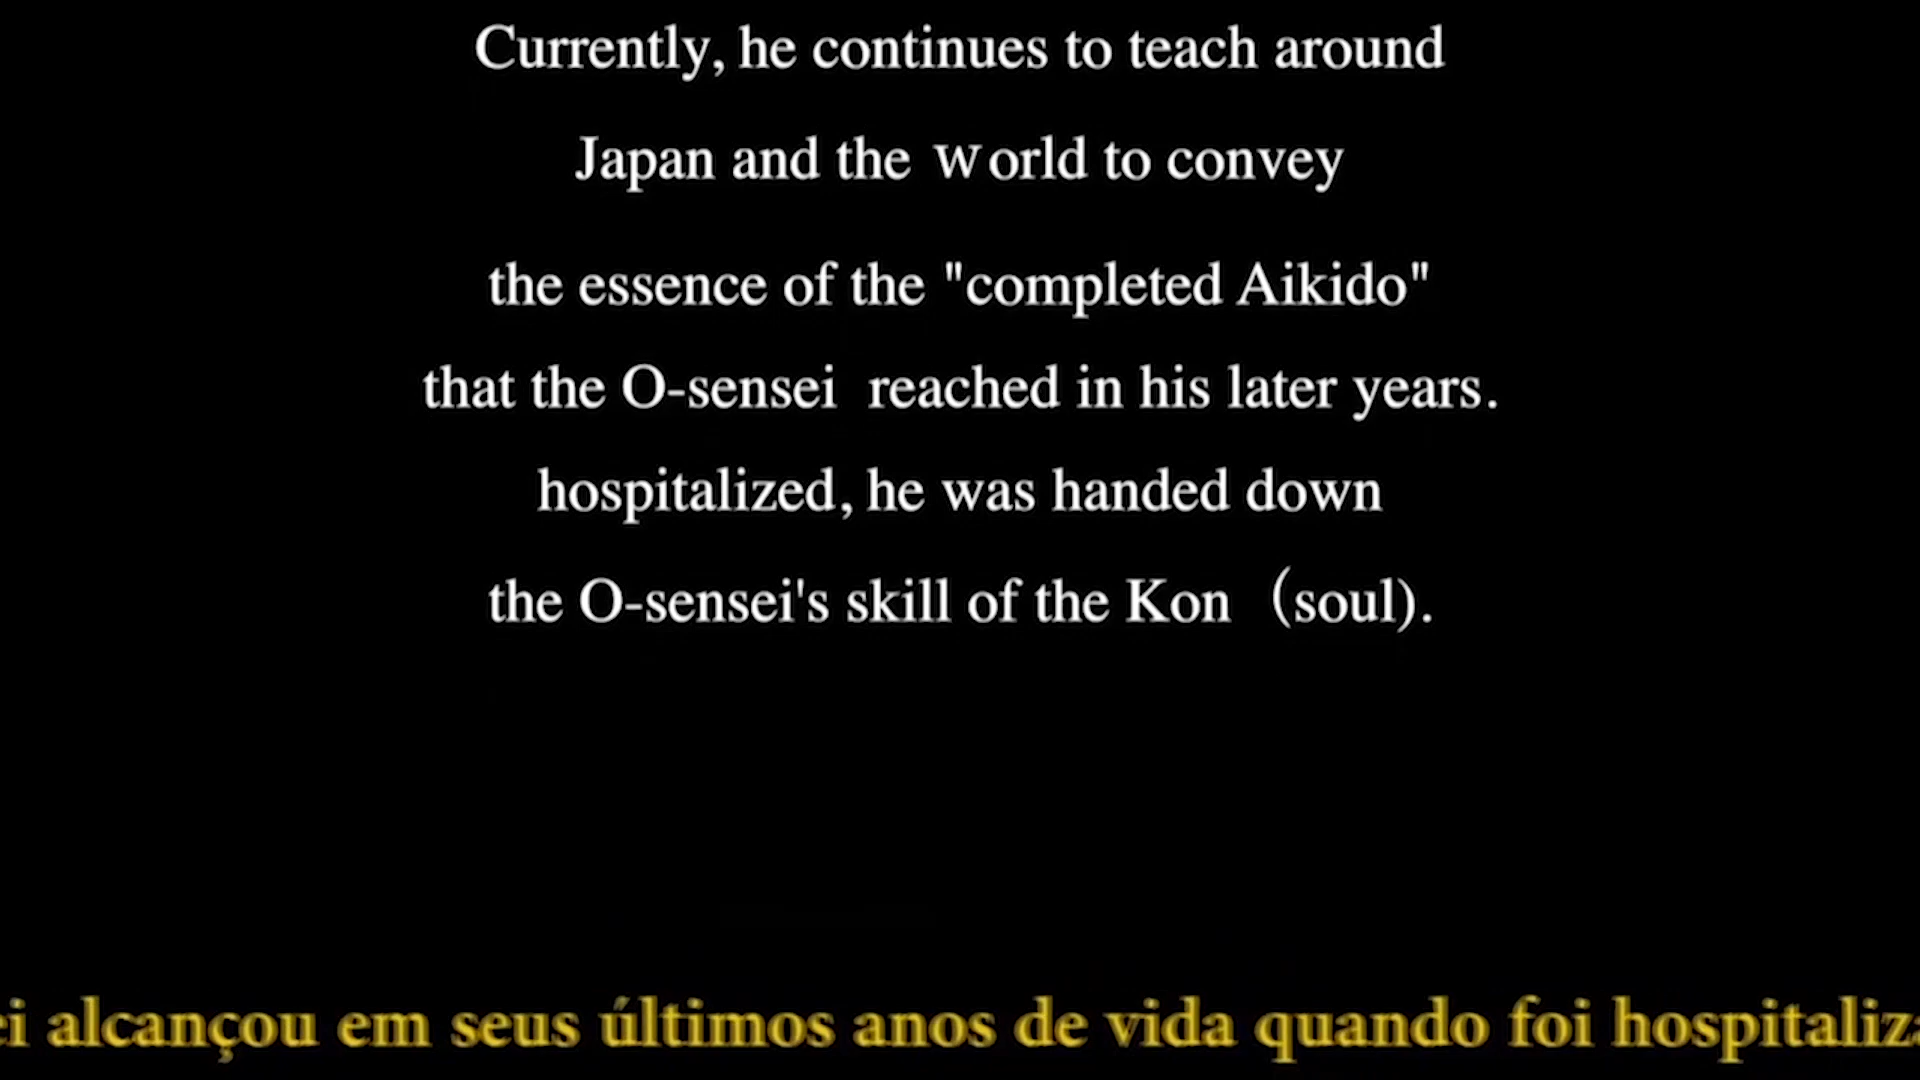 Currently, he continues to teach around
Japan and the World to convey
the essence of the "completed Aikido"
that the O-sensei reached in his later years.
hospitalized, he was handed down
the O-sensei's skill of the Kon （soul).
ei alcançou em seus últimos anos de vida quando foi hospitaliza